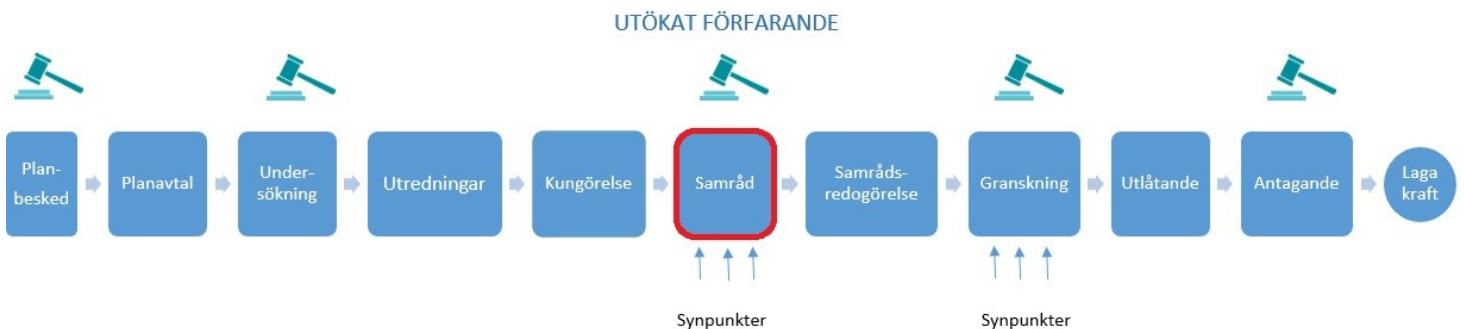 UTÖKAT FÖRFARANDE
Plan-
besked
Planavtal
Under-
sökning
Utredningar
Kungörelse
Samråd
Samråds-
redogörelse
Granskning
Utlåtande
Antagande
Laga
kraft
Synpunkter
Synpunkter